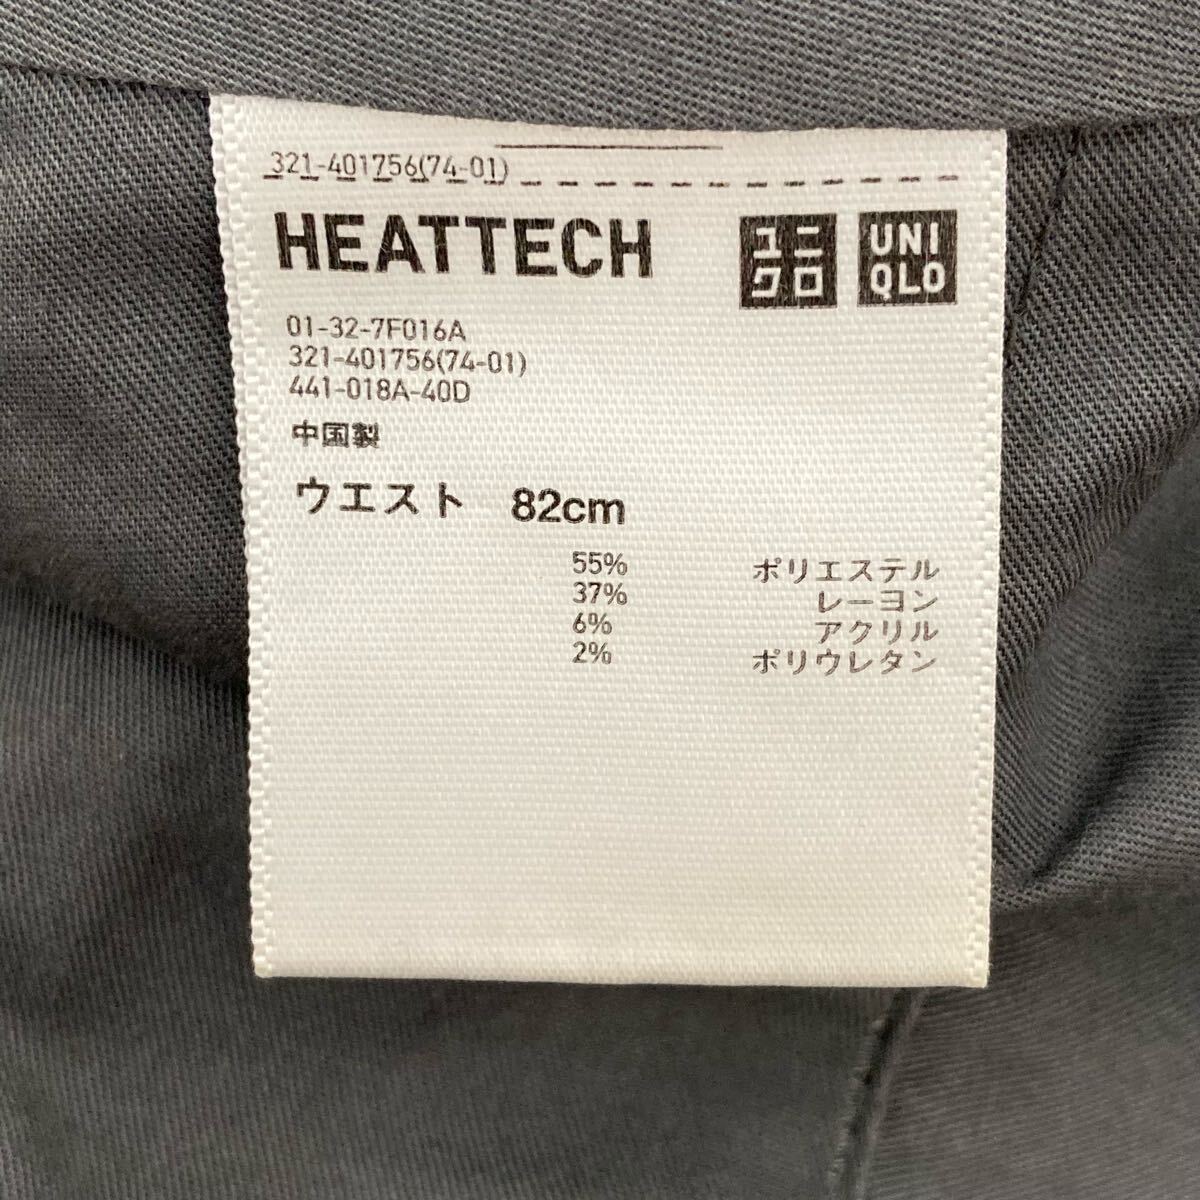 321-401756(74-01)
HEATTECH
ユニ
クロ
UNI
QLO
01-32-7F016A
321-401756(74-01)
441-018A-40D
中国製
ウエスト 82cm
55% ポリエステル
37% レーヨン
6% アクリル
2% ポリウレタン